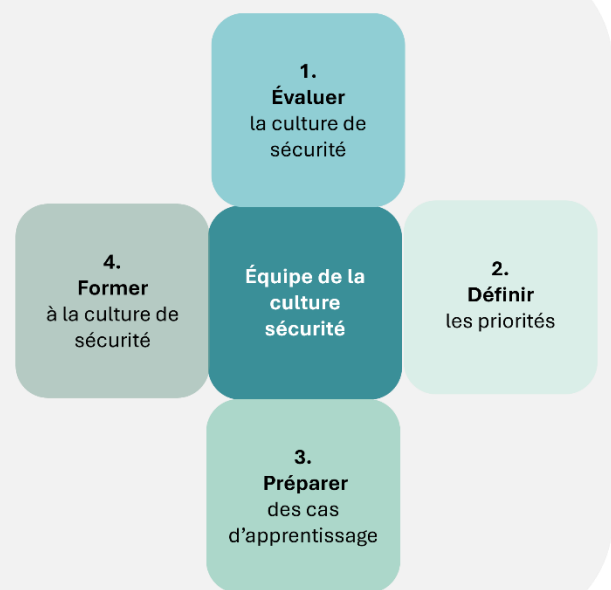 1.
Évaluer
la culture de
sécurité
4.
Former
à la culture de
sécurité
Équipe de la
culture
sécurité
2.
Définir
les priorités
3.
Préparer
des cas
d’apprentissage